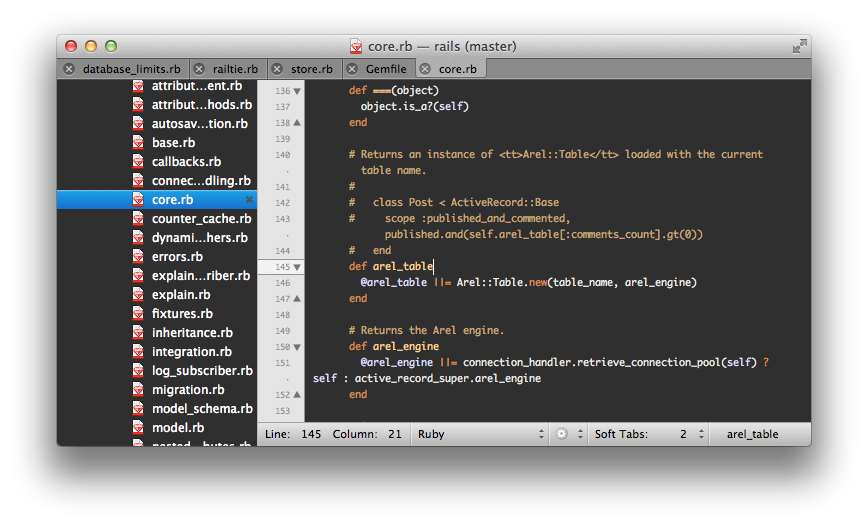 core.rb — rails (master)
database_limits.rb railtie.rb store.rb Gemfile core.rb
attribut...ent.rb
attribut...hods.rb
autosav...tion.rb
base.rb
callbacks.rb
connec...dling.rb
core.rb
counter_cache.rb
dynami...hers.rb
errors.rb
explain...riber.rb
explain.rb
fixtures.rb
inheritance.rb
integration.rb
log_subscriber.rb
migration.rb
model_schema.rb
model.rb
nested...butes.rb
136 def ===(object)
137 object.is_a?(self)
138 end
139
140 # Returns an instance of <tt>Arel::Table</tt> loaded with the current
· table name.
141 #
142 # class Post < ActiveRecord::Base
143 # scope :published_and_commented,
· published.and(self.arel_table[:comments_count].gt(0))
144 # end
145 def arel_table
146 @arel_table ||= Arel::Table.new(table_name, arel_engine)
147 end
148
149 # Returns the Arel engine.
150 def arel_engine
151 @arel_engine ||= connection_handler.retrieve_connection_pool(self) ?
· self : active_record_super.arel_engine
152 end
153
Line: 145 Column: 21 Ruby Soft Tabs: 2 arel_table